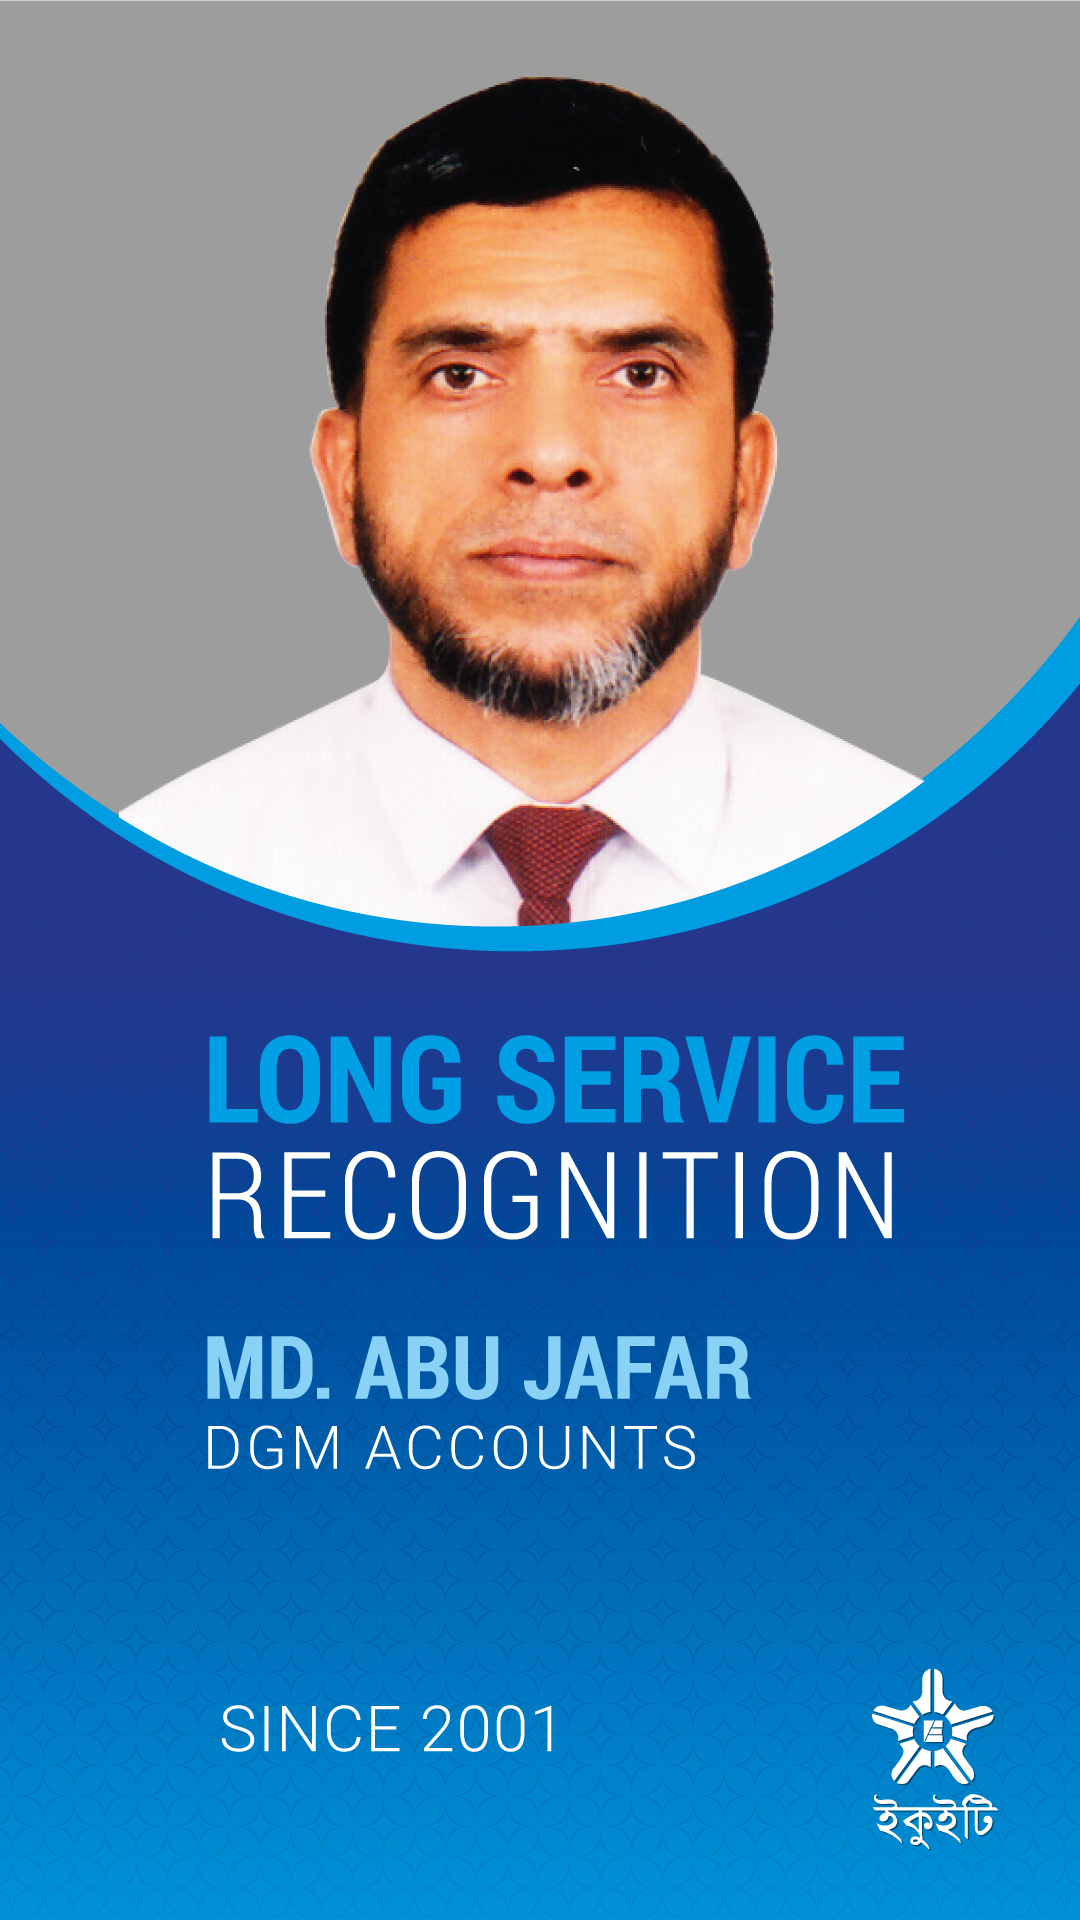 LONG SERVICE
RECOGNITION
MD. ABU JAFAR
DGM ACCOUNTS
SINCE 2001
ইকুইটি